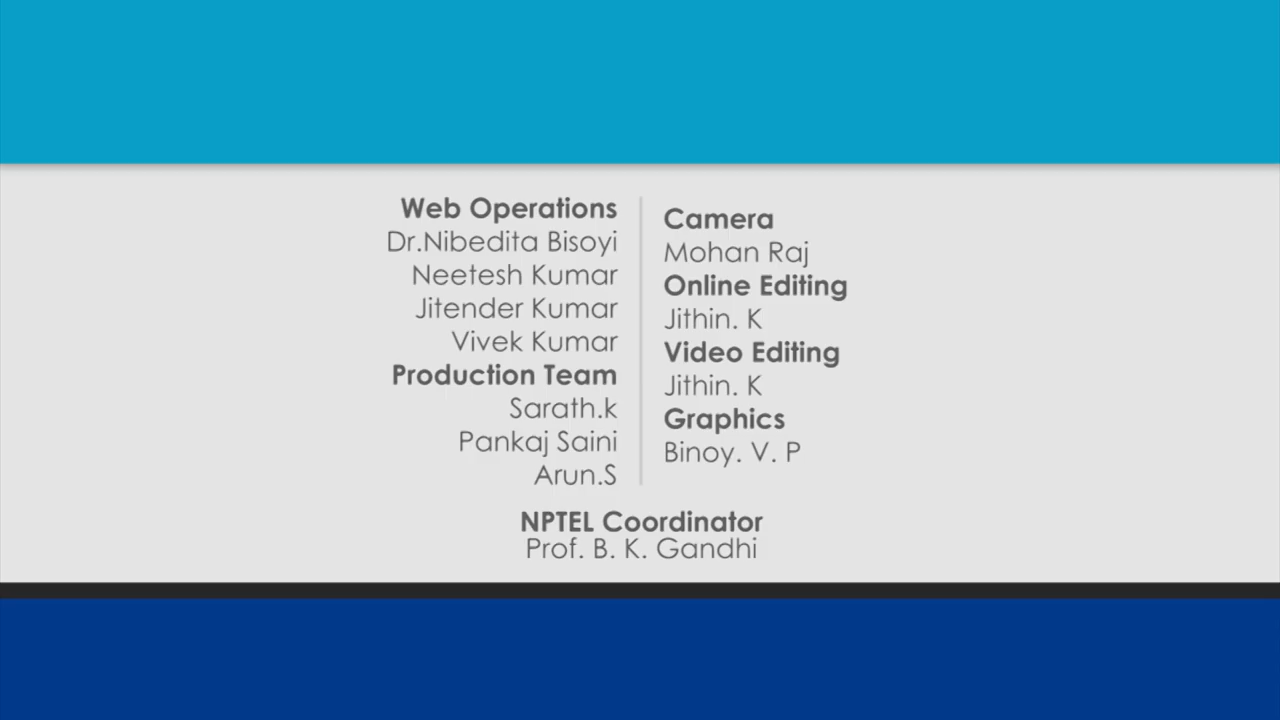 Web Operations
Dr.Nibedita Bisoyi
Neetesh Kumar
Jitender Kumar
Vivek Kumar
Production Team
Sarath.k
Pankaj Saini
Arun.S
Camera
Mohan Raj
Online Editing
Jithin. K
Video Editing
Jithin. K
Graphics
Binoy. V. P
NPTEL Coordinator
Prof. B. K. Gandhi